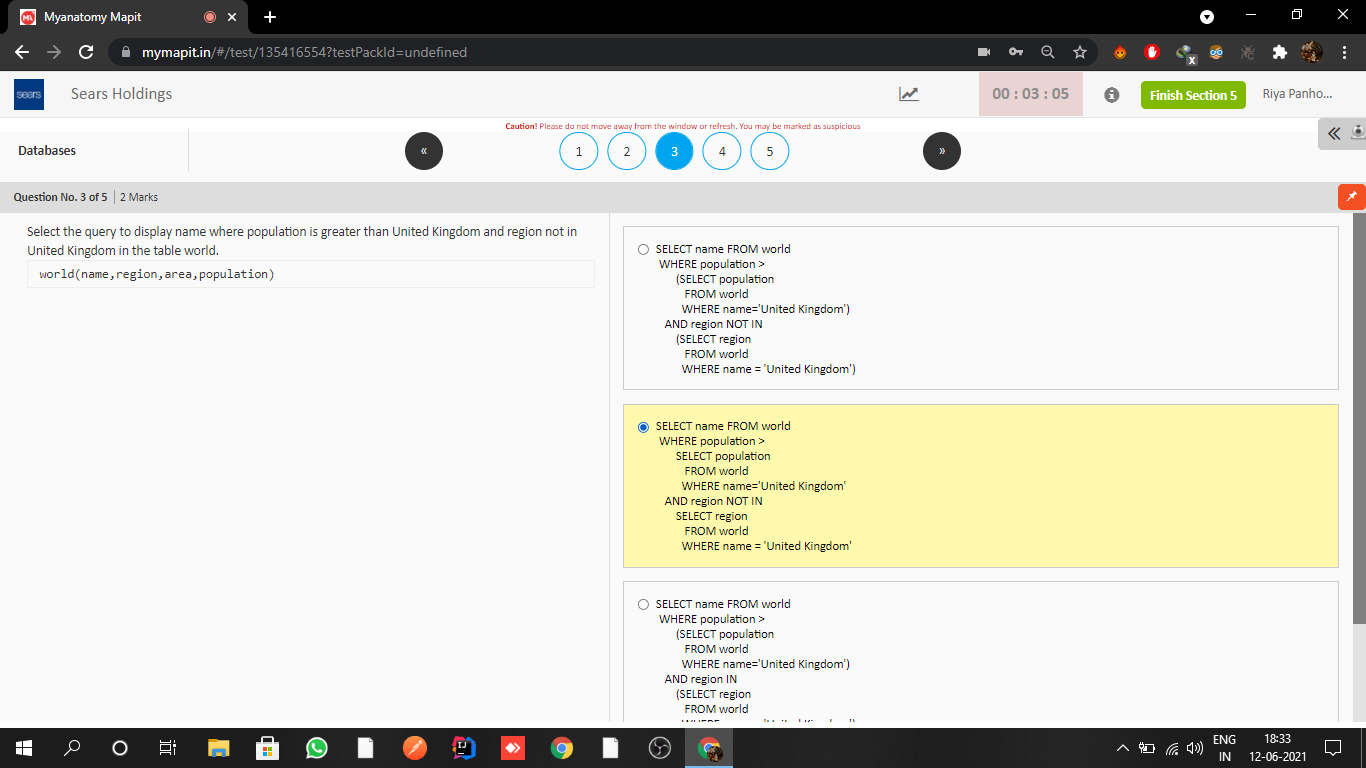 Myanatomy Mapit
mymapit.in/#/test/135416554?testPackId=undefined
sears
Sears Holdings
00 : 03 : 05
Finish Section 5
Riya Panho...
Caution! Please do not move away from the window or refresh, You may be marked as suspicious
Databases
«
1
2
3
4
5
»
Question No. 3 of 5
2 Marks
Select the query to display name where population is greater than United Kingdom and region not in
United Kingdom in the table world.
world(name,region,area,population)
SELECT name FROM world
WHERE population >
(SELECT population
FROM world
WHERE name='United Kingdom')
AND region NOT IN
(SELECT region
FROM world
WHERE name = 'United Kingdom')
SELECT name FROM world
WHERE population >
SELECT population
FROM world
WHERE name='United Kingdom'
AND region NOT IN
SELECT region
FROM world
WHERE name = 'United Kingdom'
SELECT name FROM world
WHERE population >
(SELECT population
FROM world
WHERE name='United Kingdom')
AND region IN
(SELECT region
FROM world
ENG
IN
18:33
12-06-2021